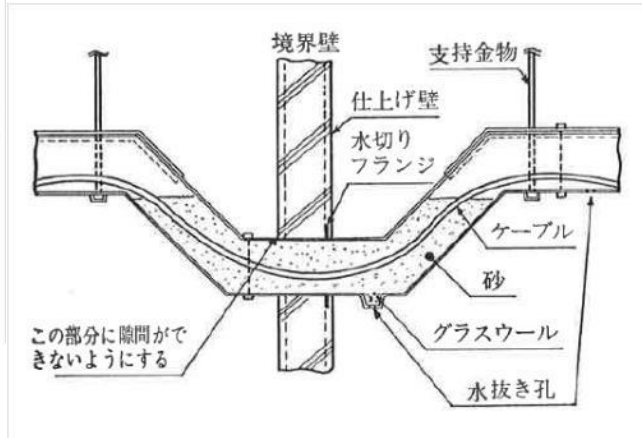 境界壁
支持金物
仕上げ壁
水切り
フランジ
ケーブル
砂
グラスウール
この部分に隙間がで
きないようにする
水抜き孔